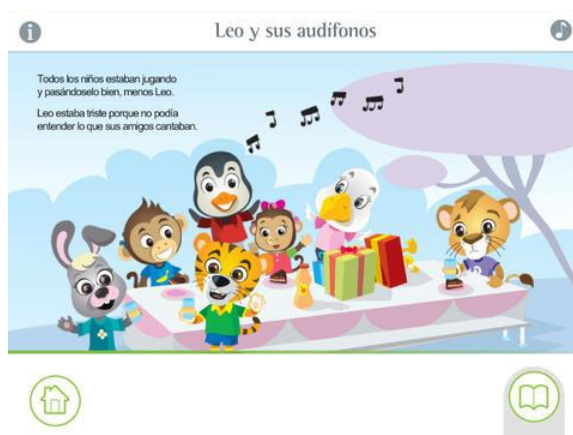 Leo y sus audífonos
Todos los niños estaban jugando
y pasándoselo bien, menos Leo.
Leo estaba triste porque no podía
entender lo que sus amigos cantaban.